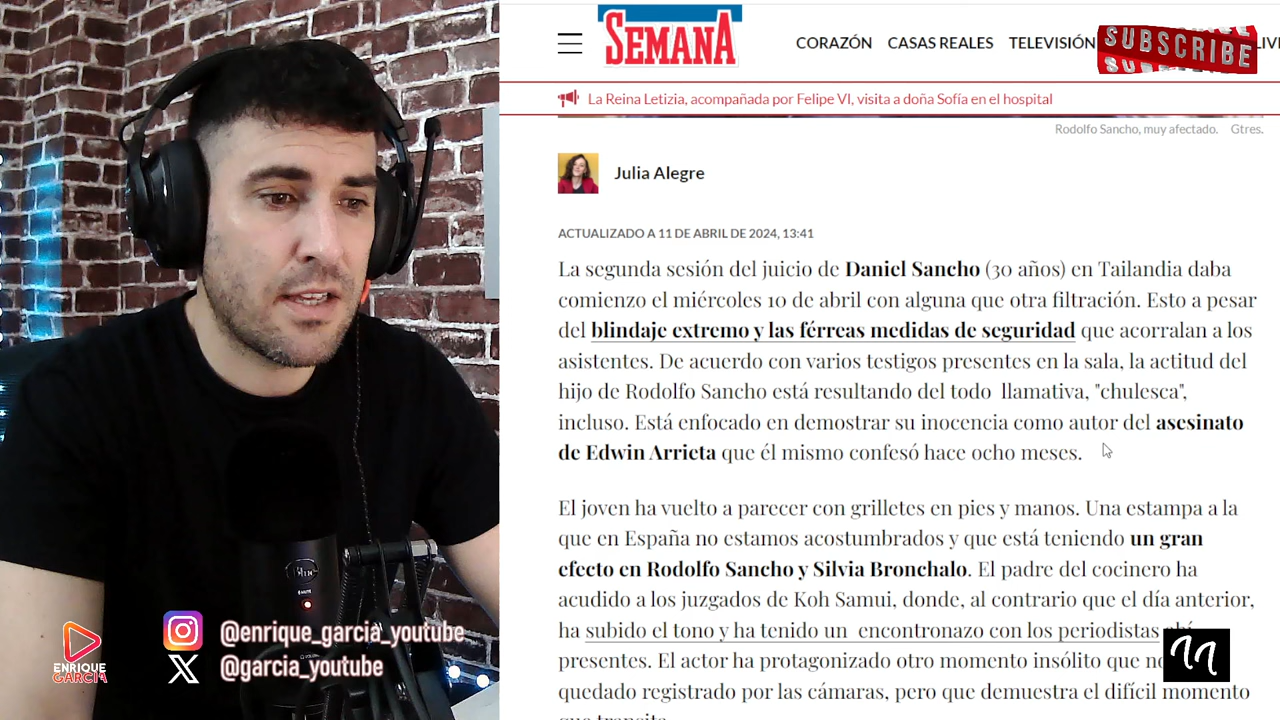 SEMANA
CORAZÓN CASAS REALES TELEVISIÓN
SUBSCRIBE
La Reina Letizia, acompañada por Felipe VI, visita a doña Sofía en el hospital
Rodolfo Sancho, muy afectado. Gtres.
Julia Alegre
ACTUALIZADO A 11 DE ABRIL DE 2024, 13:41
La segunda sesión del juicio de Daniel Sancho (30 años) en Tailandia daba
comienzo el miércoles 10 de abril con alguna que otra filtración. Esto a pesar
del blindaje extremo y las férreas medidas de seguridad que acorralan a los
asistentes. De acuerdo con varios testigos presentes en la sala, la actitud del
hijo de Rodolfo Sancho está resultando del todo llamativa, "chulesca",
incluso. Está enfocado en demostrar su inocencia como autor del asesinato
de Edwin Arrieta que él mismo confesó hace ocho meses.
El joven ha vuelto a parecer con grilletes en pies y manos. Una estampa a la
que en España no estamos acostumbrados y que está teniendo un gran
efecto en Rodolfo Sancho y Silvia Bronchalo. El padre del cocinero ha
acudido a los juzgados de Koh Samui, donde, al contrario que el día anterior,
ha subido el tono y ha tenido un encontronazo con los periodistas
presentes. El actor ha protagonizado otro momento insólito que
quedado registrado por las cámaras, pero que demuestra el difícil momento
que transita.
@enrique_garcia_youtube
@garcia_youtube
ENRIQUE
GARCIA
Blue